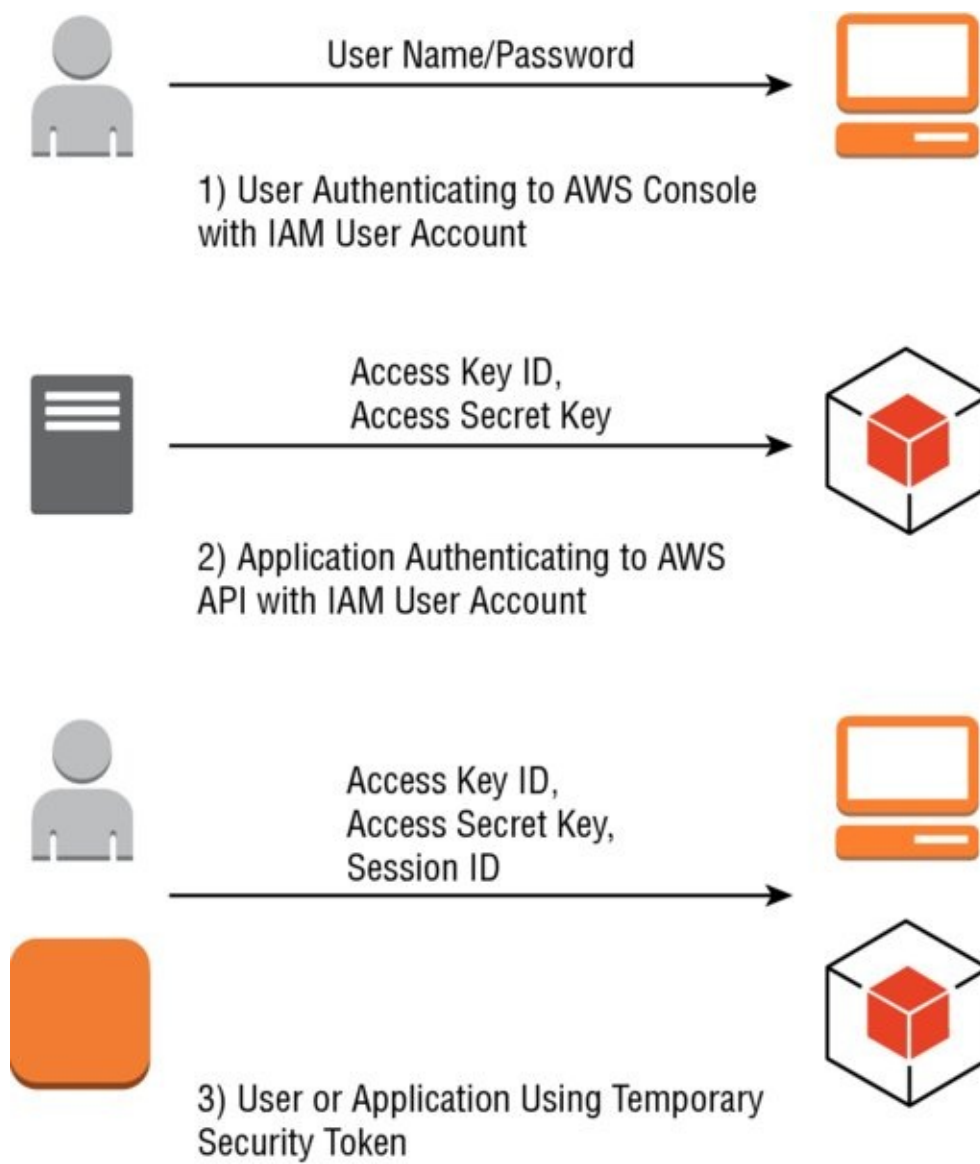 User Name/Password
1) User Authenticating to AWS Console
with IAM User Account
Access Key ID,
Access Secret Key
2) Application Authenticating to AWS
API with IAM User Account
Access Key ID,
Access Secret Key,
Session ID
3) User or Application Using Temporary
Security Token